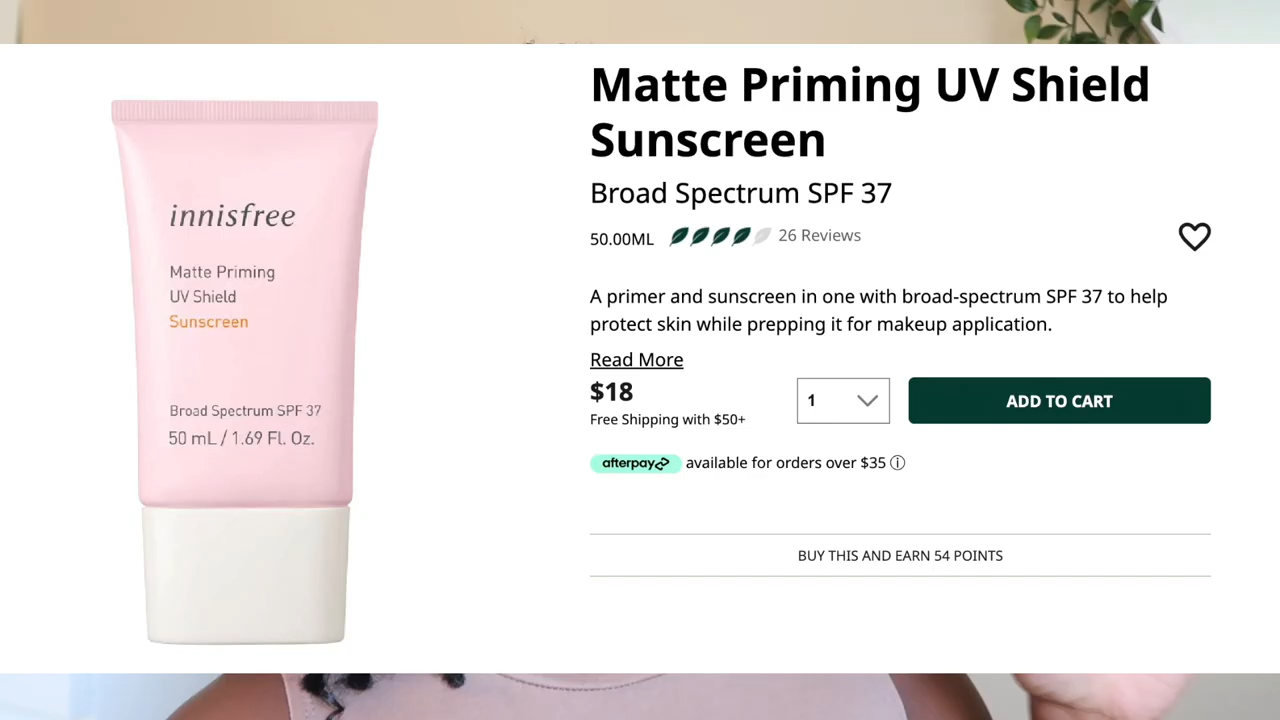 innisfree
Matte Priming
UV Shield
Sunscreen
Broad Spectrum SPF 37
50 mL / 1.69 Fl. Oz.
Matte Priming UV Shield
Sunscreen
Broad Spectrum SPF 37
50.00ML 26 Reviews
A primer and sunscreen in one with broad-spectrum SPF 37 to help
protect skin while prepping it for makeup application.
Read More
$18
1
ADD TO CART
Free Shipping with $50+
afterpay available for orders over $35
BUY THIS AND EARN 54 POINTS